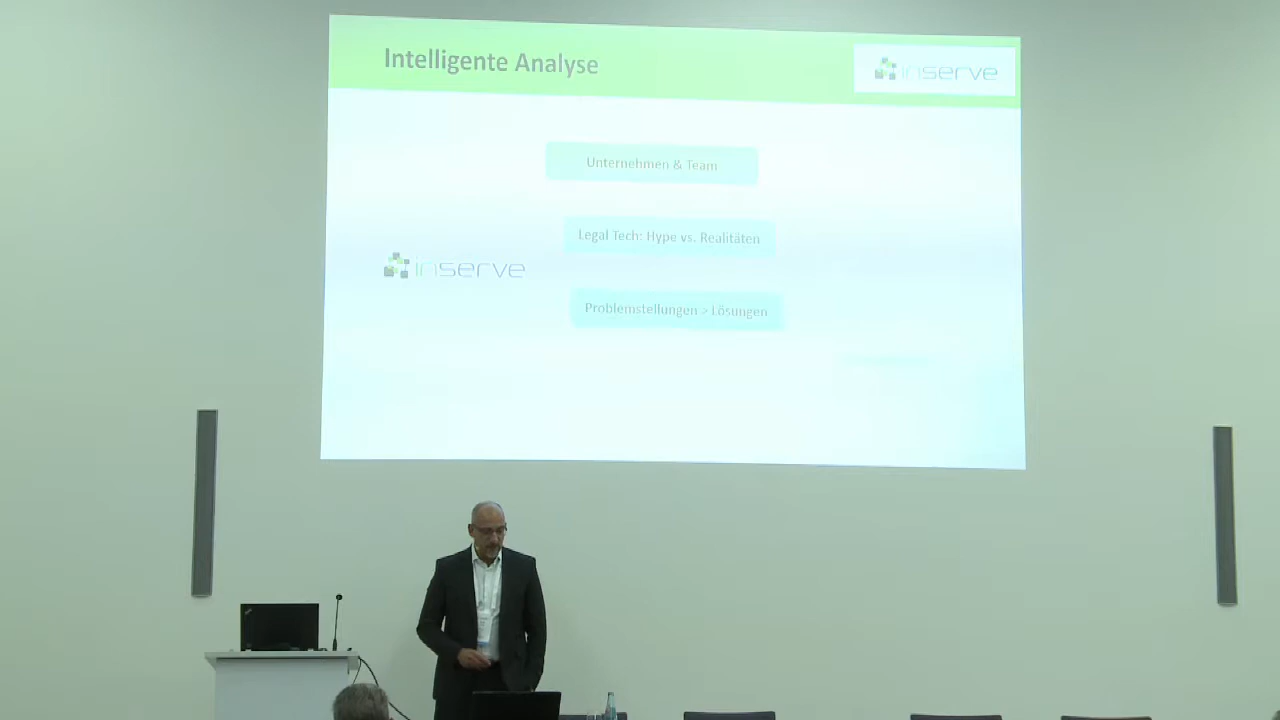 Intelligente Analyse
inserve
Unternehmen & Team
Legal Tech: Hype vs. Realitäten
inserve
Problemstellungen > Lösungen